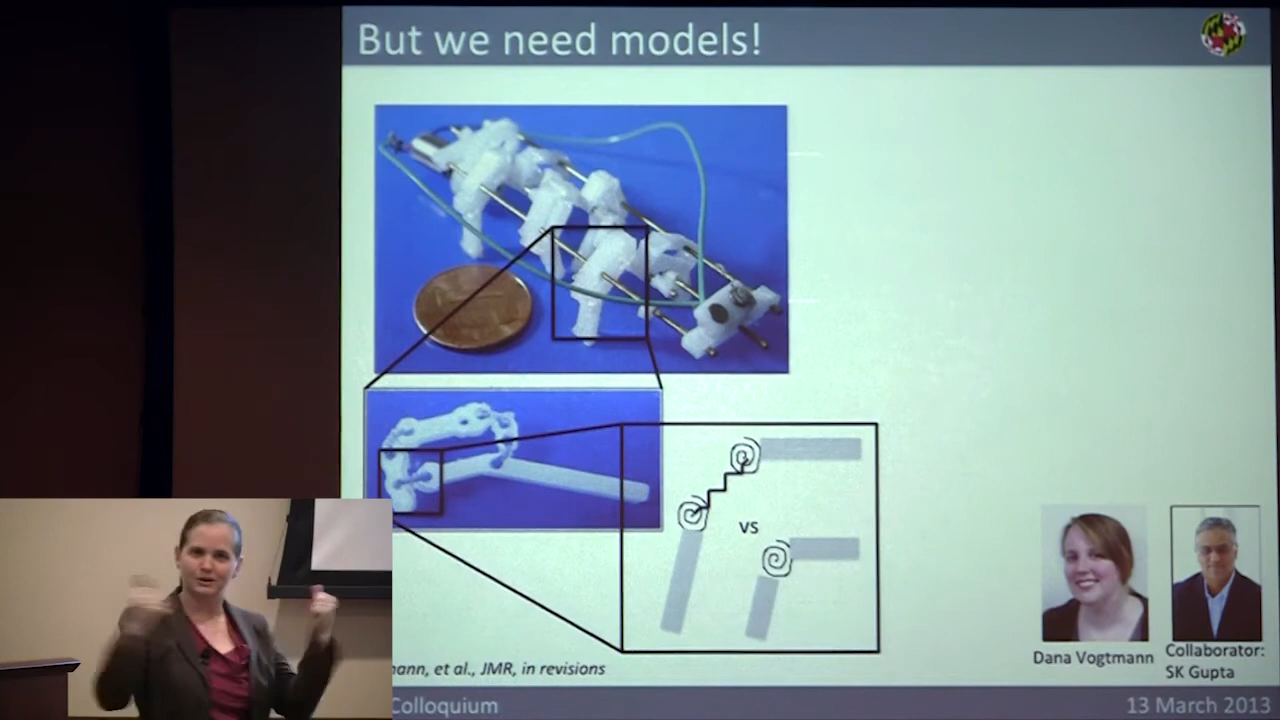 But we need models!
vs
et al., JMR, in revisions
Dana Vogtmann
Collaborator:
SK Gupta
Colloquium
13 March 2013